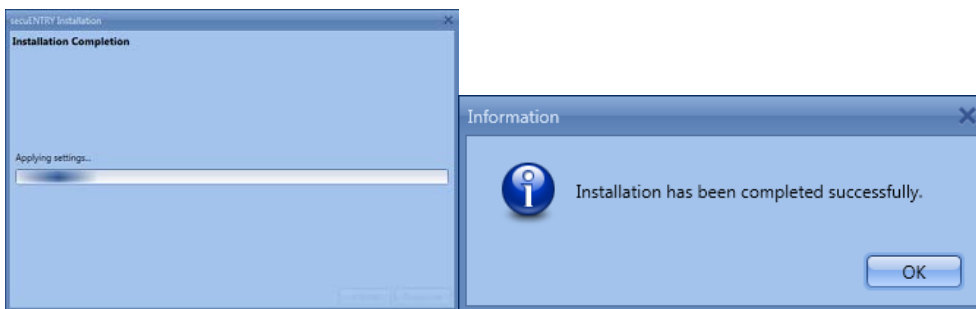 secuENTRY Installation
Installation Completion
Applying settings...
Information
Installation has been completed successfully.
OK